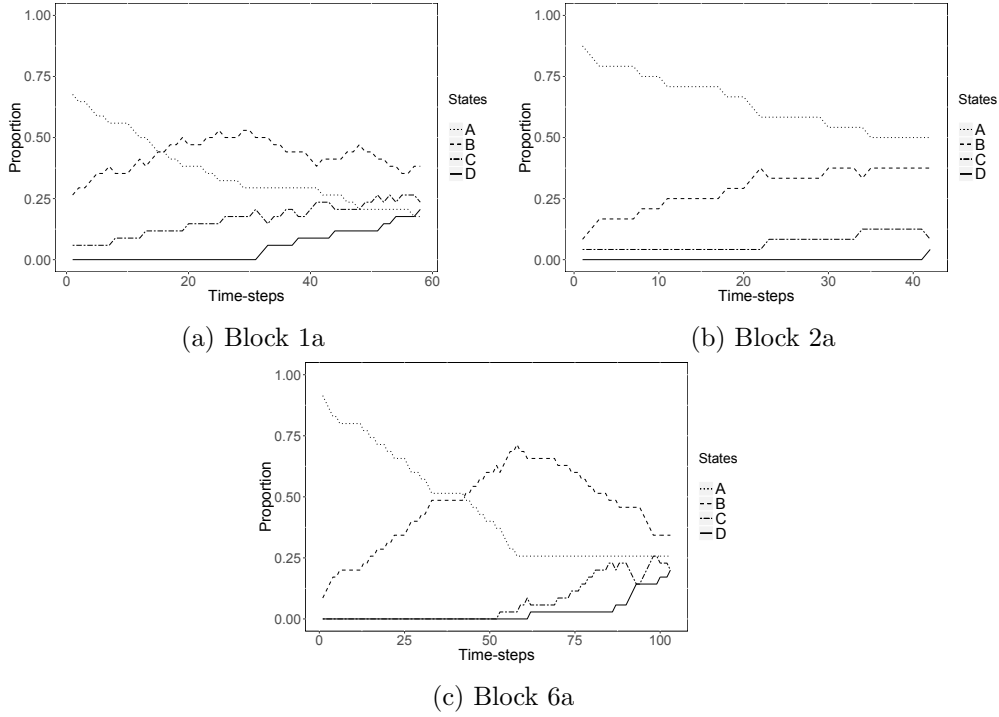 1.00
0.75
0.50
0.25
0.00
Proportion
0 20 40 60
Time-steps
States
A
B
C
D
(a) Block 1a
1.00
0.75
0.50
0.25
0.00
Proportion
0 10 20 30 40
Time-steps
States
A
B
C
D
(b) Block 2a
1.00
0.75
0.50
0.25
0.00
Proportion
0 25 50 75 100
Time-steps
States
A
B
C
D
(c) Block 6a